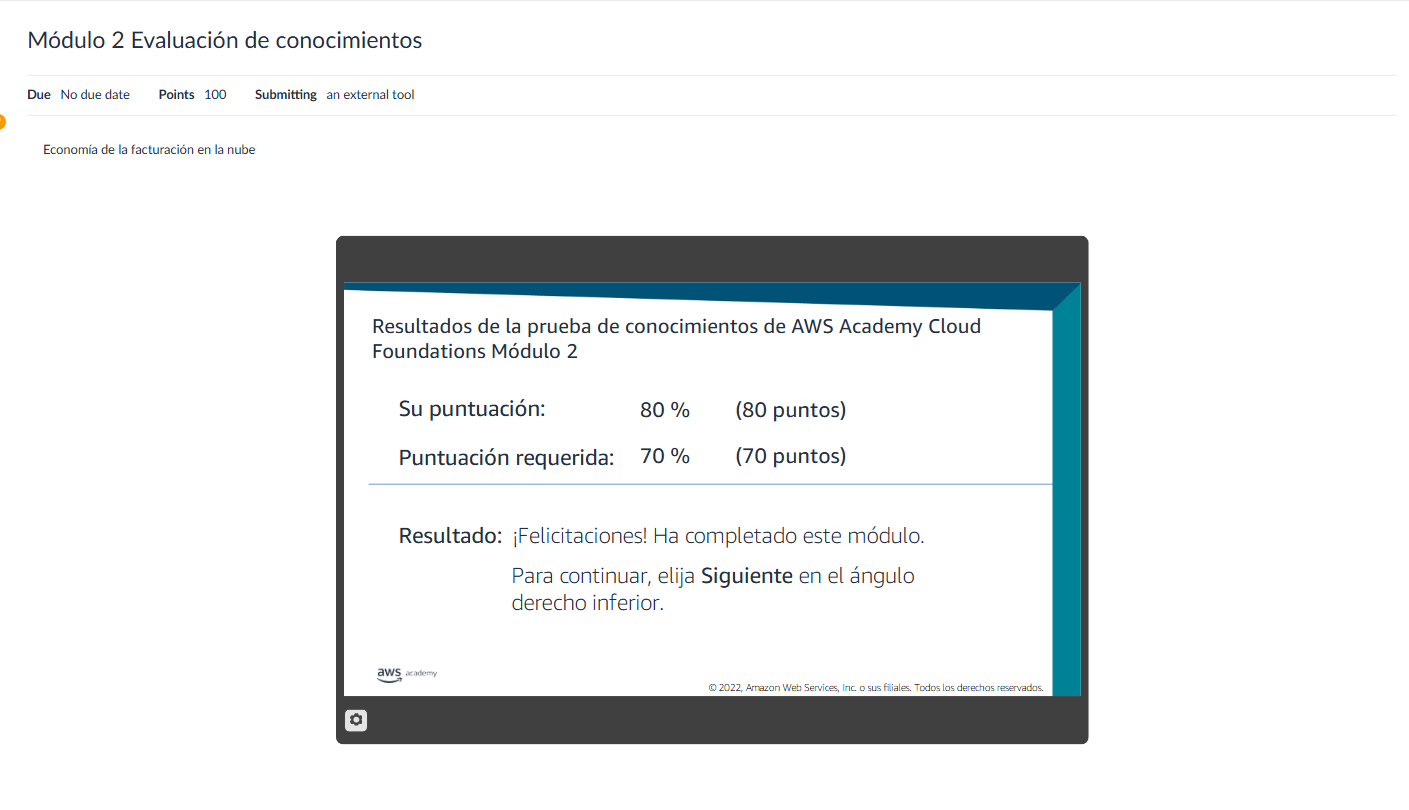 Módulo 2 Evaluación de conocimientos
Due No due date Points 100 Submitting an external tool
Economía de la facturación en la nube
Resultados de la prueba de conocimientos de AWS Academy Cloud
Foundations Módulo 2
Su puntuación: 80 % (80 puntos)
Puntuación requerida: 70 % (70 puntos)
Resultado: ¡Felicitaciones! Ha completado este módulo.
Para continuar, elija Siguiente en el ángulo
derecho inferior.
aws academy
© 2022, Amazon Web Services, Inc. o sus filiales. Todos los derechos reservados.